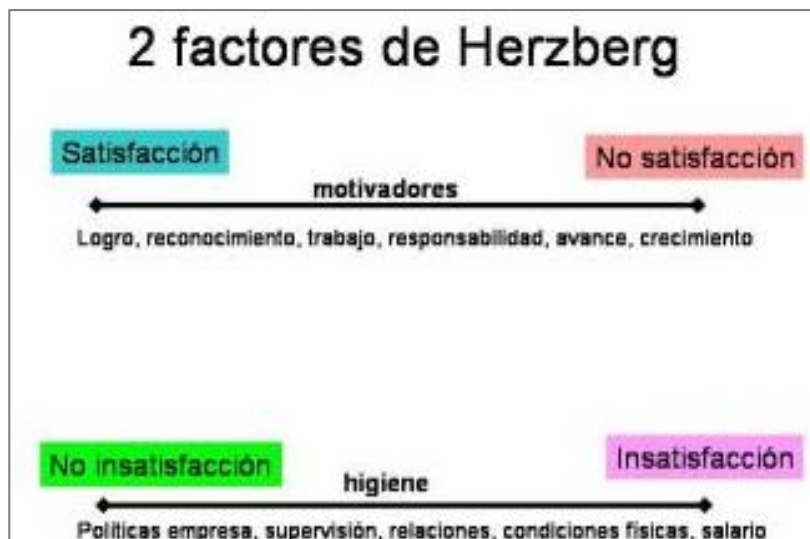 2 factores de Herzberg
Satisfacción
No satisfacción
motivadores
Logro, reconocimiento, trabajo, responsabilidad, avance, crecimiento
No insatisfacción
Insatisfacción
higiene
Políticas empresa, supervisión, relaciones, condiciones físicas, salario